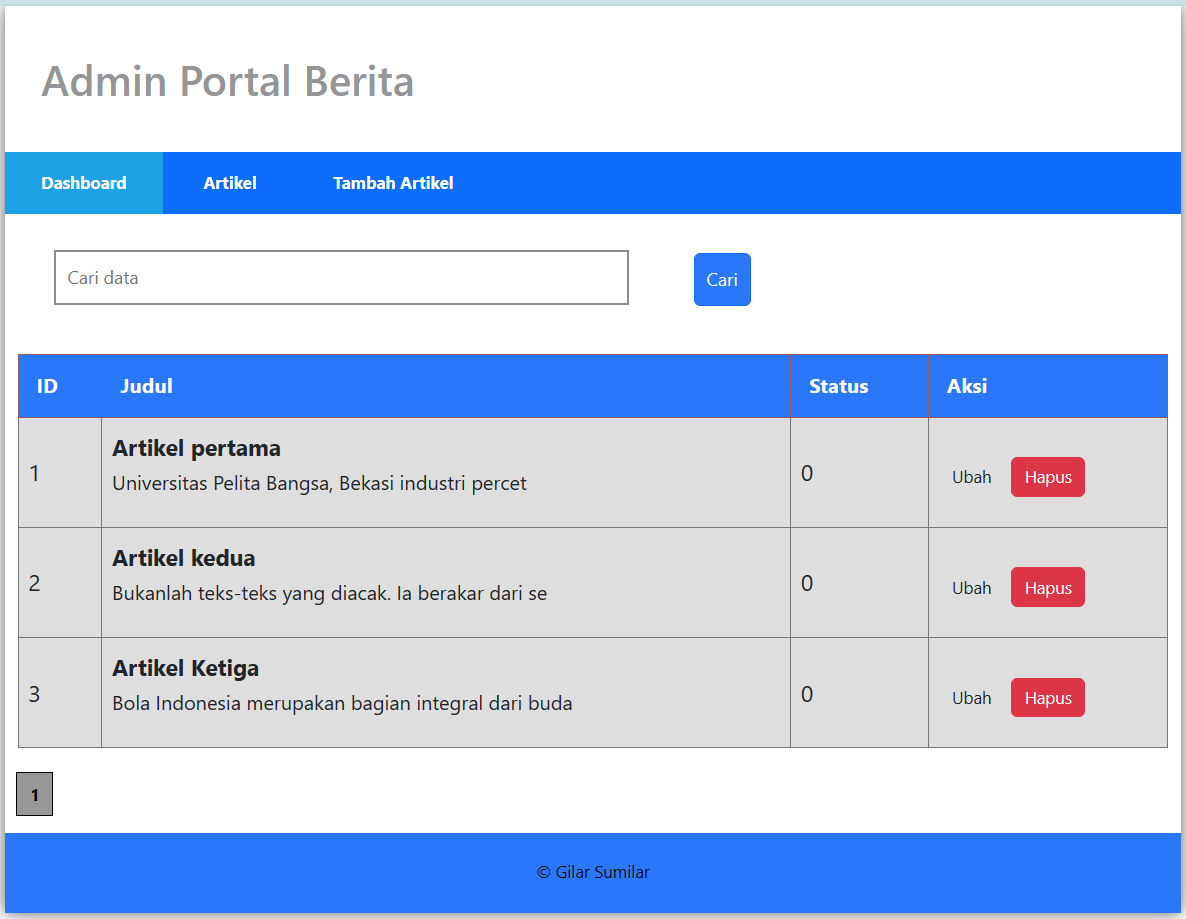 Admin Portal Berita
Dashboard Artikel Tambah Artikel
Cari data Cari
ID Judul Status Aksi
Artikel pertama
1 Universitas Pelita Bangsa, Bekasi industri percet 0 Ubah Hapus
Artikel kedua
2 Bukanlah teks-teks yang diacak. Ia berakar dari se 0 Ubah Hapus
Artikel Ketiga
3 Bola Indonesia merupakan bagian integral dari buda 0 Ubah Hapus
1
© Gilar Sumilar